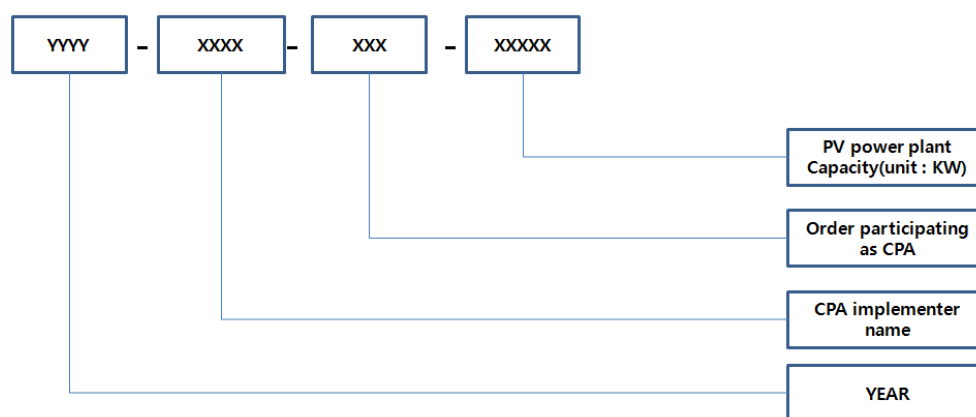 YYYY - XXXX - XXX - XXXXX
PV power plant
Capacity(unit : KW)
Order participating
as CPA
CPA implementer
name
YEAR